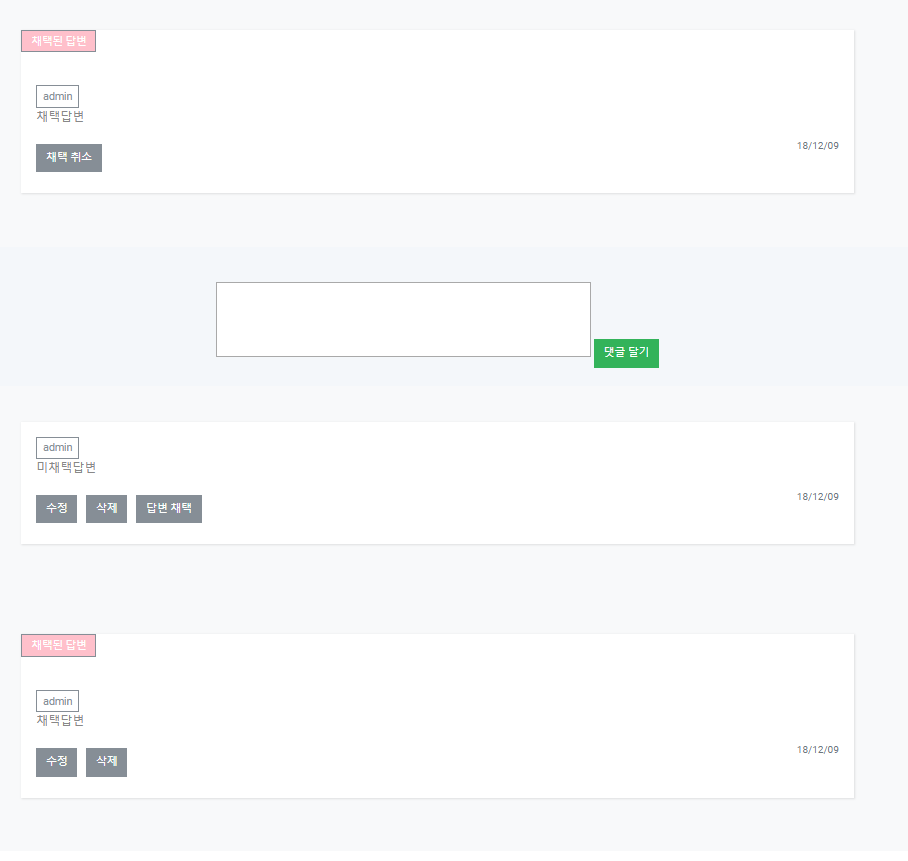 채택된 답변
admin
채택답변
채택 취소
18/12/09
댓글 달기
admin
미채택답변
수정 삭제 답변 채택
18/12/09
채택된 답변
admin
채택답변
수정 삭제
18/12/09